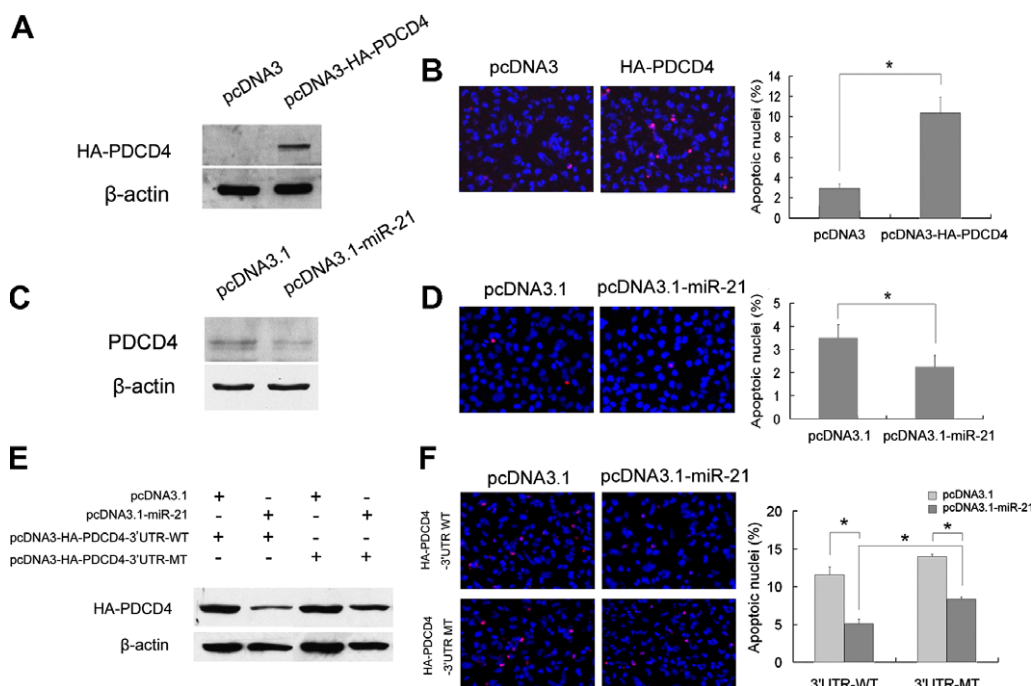 A
pcDNA3
pcDNA3-HA-PDCD4
HA-PDCD4
β-actin
B
pcDNA3
HA-PDCD4
Apoptoic nuclei (%)
14
12
10
8
6
4
2
0
*
pcDNA3
pcDNA3-HA-PDCD4
C
pcDNA3.1
pcDNA3.1-miR-21
PDCD4
β-actin
D
pcDNA3.1
pcDNA3.1-miR-21
Apoptoic nuclei (%)
5
4
3
2
1
0
*
pcDNA3.1
pcDNA3.1-miR-21
E
pcDNA3.1 + - + -
pcDNA3.1-miR-21 - + - +
pcDNA3-HA-PDCD4-3'UTR-WT + + - -
pcDNA3-HA-PDCD4-3'UTR-MT - - + +
HA-PDCD4
β-actin
F
pcDNA3.1
pcDNA3.1-miR-21
HA-PDCD4
-3'UTR WT
HA-PDCD4
-3'UTR MT
pcDNA3.1
pcDNA3.1-miR-21
Apoptoic nuclei (%)
20
15
10
5
0
*
*
*
3'UTR-WT
3'UTR-MT